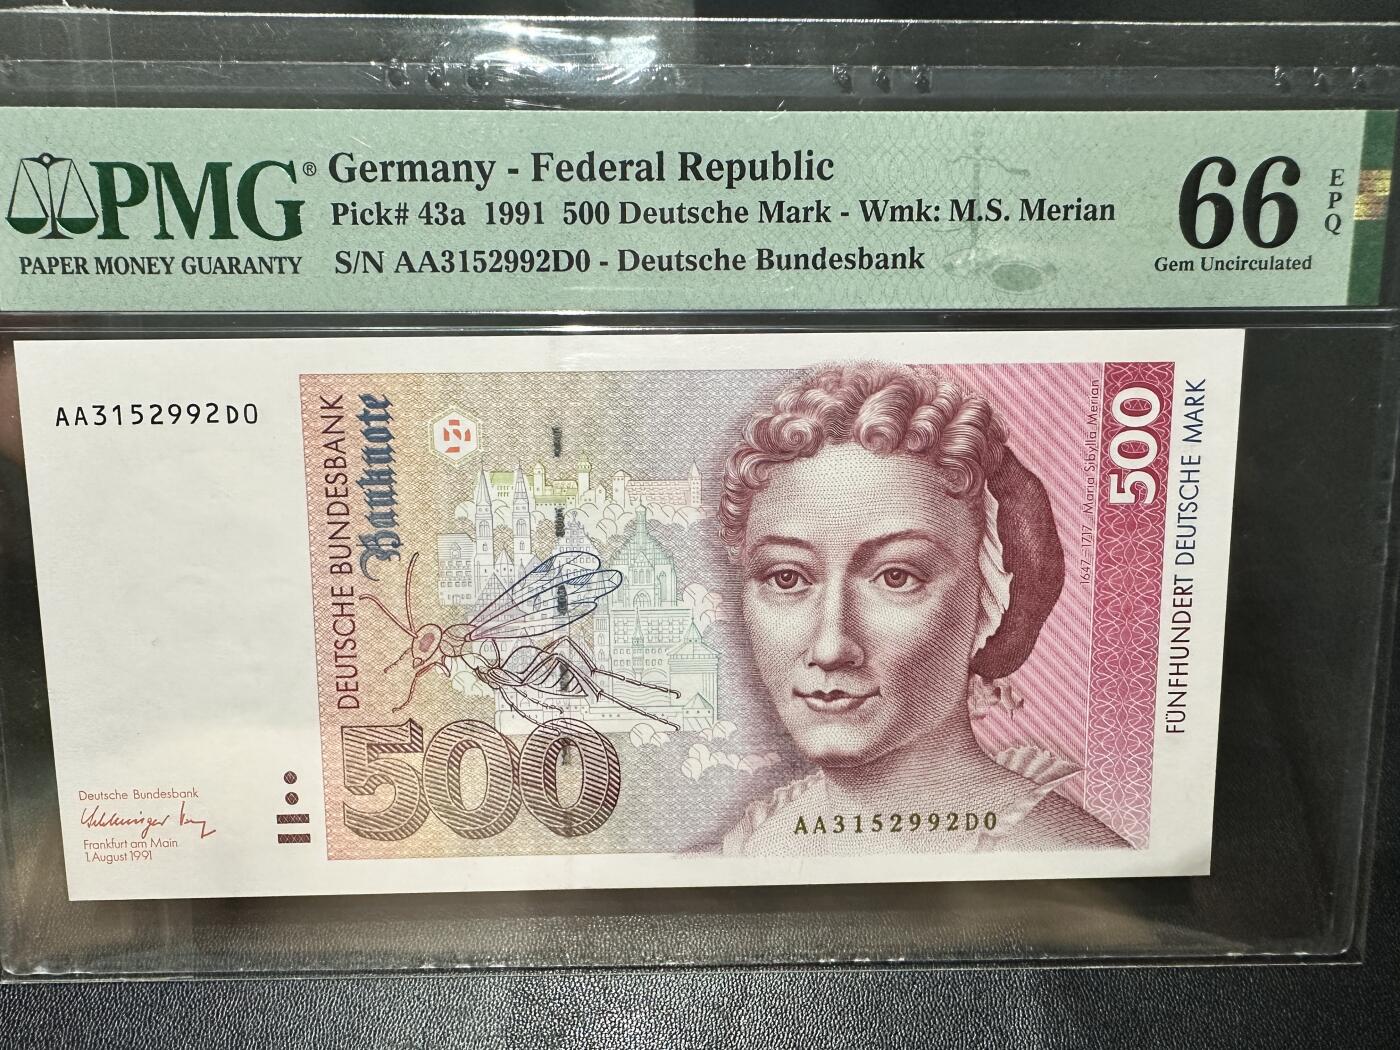 PMG®
PAPER MONEY GUARANTY
Germany - Federal Republic
Pick# 43a 1991 500 Deutsche Mark - Wmk: M.S. Merian
S/N AA3152992D0 - Deutsche Bundesbank
66
EPQ
Gem Uncirculated
AA3152992D0
DEUTSCHE BUNDESBANK
Banknote
500
Deutsche Bundesbank
Frankfurt am Main
1. August 1991
AA3152992D0
1647–1717 Maria Sibylla Merian
500
FÜNFHUNDERT DEUTSCHE MARK